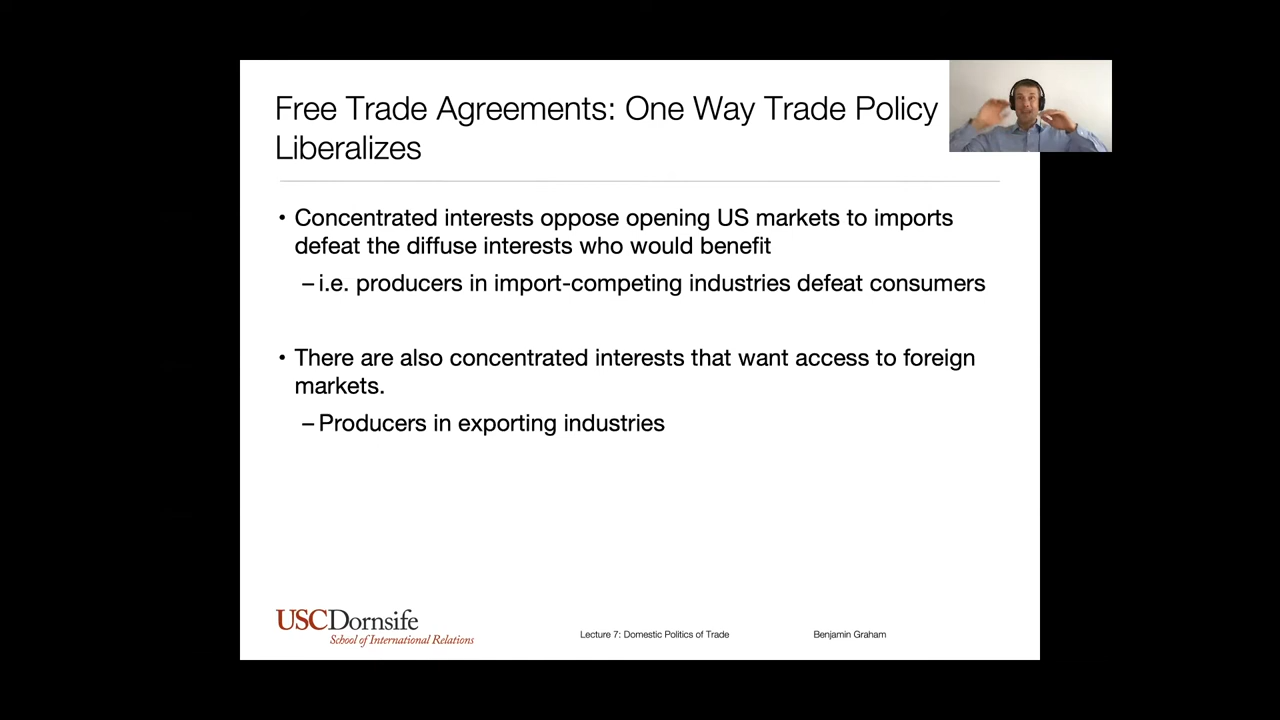 Free Trade Agreements: One Way Trade Policy
Liberalizes
• Concentrated interests oppose opening US markets to imports
defeat the diffuse interests who would benefit
– i.e. producers in import-competing industries defeat consumers
• There are also concentrated interests that want access to foreign
markets.
– Producers in exporting industries
USCDornsife
School of International Relations
Lecture 7: Domestic Politics of Trade
Benjamin Graham